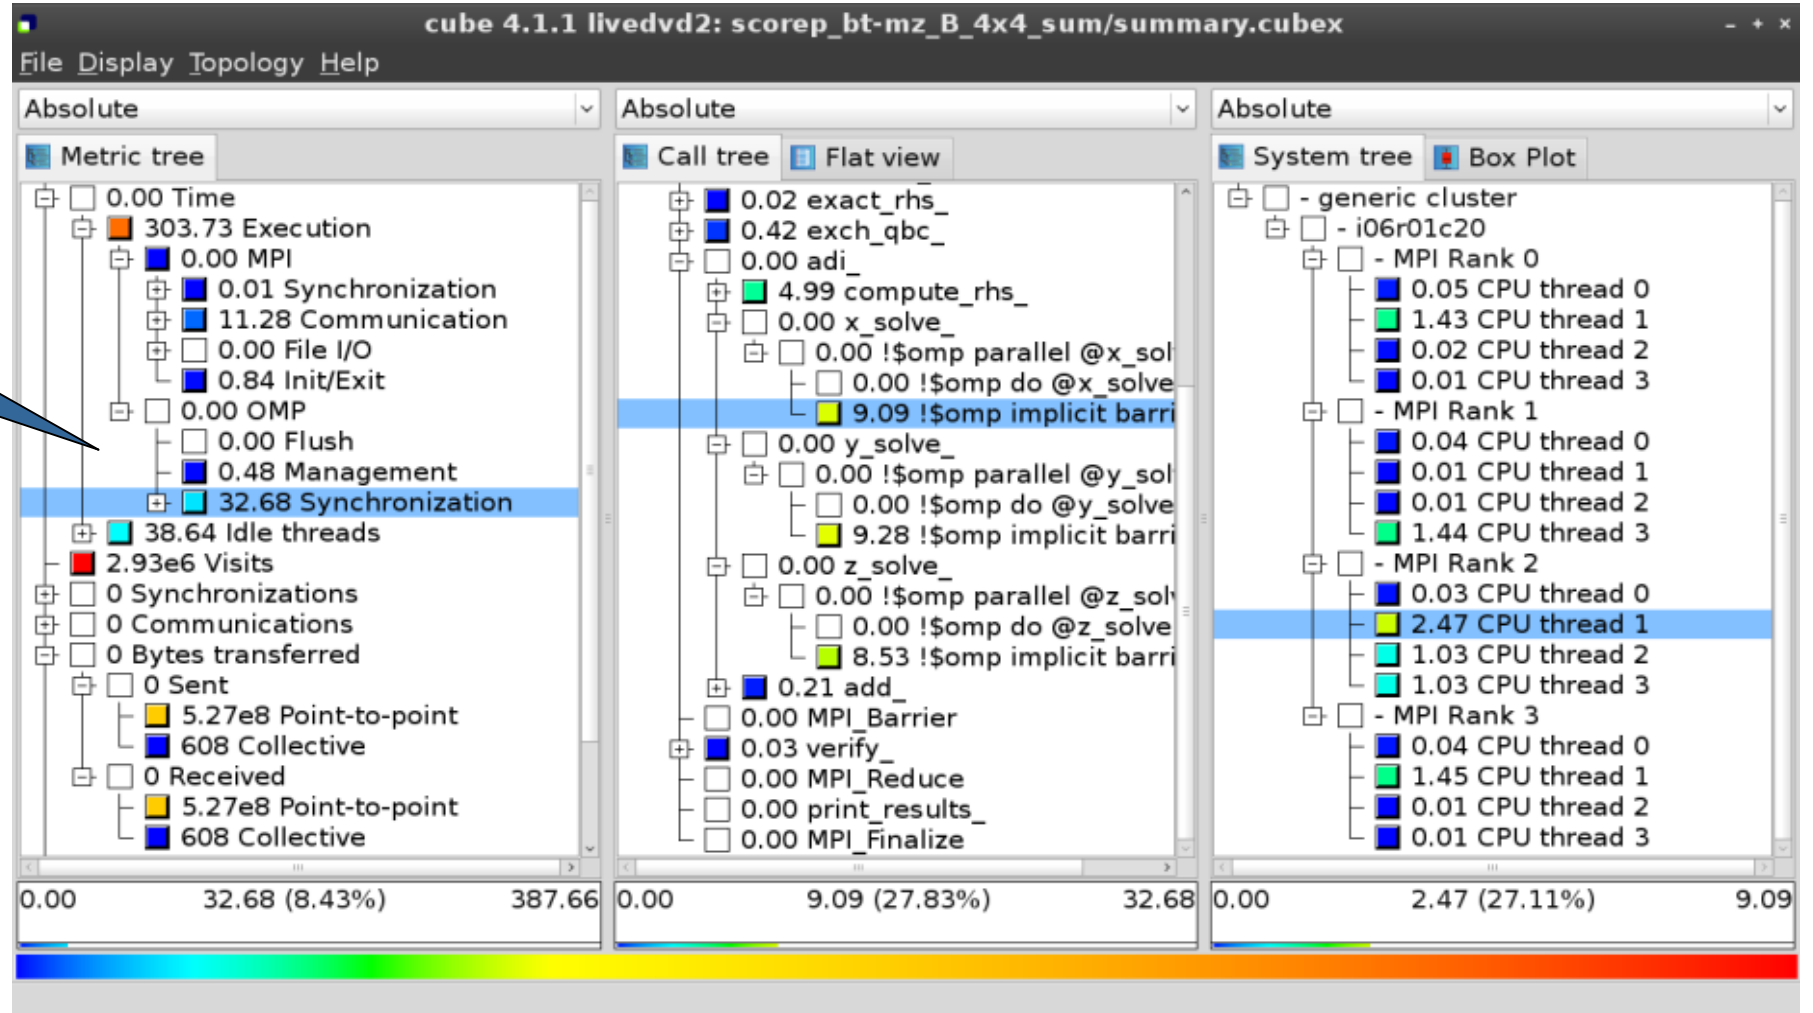 cube 4.1.1 livedvd2: scorep_bt-mz_B_4x4_sum/summary.cubex
File Display Topology Help
Absolute
Metric tree
0.00 Time
303.73 Execution
0.00 MPI
0.01 Synchronization
11.28 Communication
0.00 File I/O
0.84 Init/Exit
0.00 OMP
0.00 Flush
0.48 Management
32.68 Synchronization
38.64 Idle threads
2.93e6 Visits
0 Synchronizations
0 Communications
0 Bytes transferred
0 Sent
5.27e8 Point-to-point
608 Collective
0 Received
5.27e8 Point-to-point
608 Collective
0.00 32.68 (8.43%) 387.66
Absolute
Call tree Flat view
0.02 exact_rhs_
0.42 exch_qbc_
0.00 adi_
4.99 compute_rhs_
0.00 x_solve_
0.00 !$omp parallel @x_sol
0.00 !$omp do @x_solve
9.09 !$omp implicit barri
0.00 y_solve_
0.00 !$omp parallel @y_sol
0.00 !$omp do @y_solve
9.28 !$omp implicit barri
0.00 z_solve_
0.00 !$omp parallel @z_sol
0.00 !$omp do @z_solve
8.53 !$omp implicit barri
0.21 add_
0.00 MPI_Barrier
0.03 verify_
0.00 MPI_Reduce
0.00 print_results_
0.00 MPI_Finalize
0.00 9.09 (27.83%) 32.68
Absolute
System tree Box Plot
- generic cluster
- i06r01c20
- MPI Rank 0
0.05 CPU thread 0
1.43 CPU thread 1
0.02 CPU thread 2
0.01 CPU thread 3
- MPI Rank 1
0.04 CPU thread 0
0.01 CPU thread 1
0.01 CPU thread 2
1.44 CPU thread 3
- MPI Rank 2
0.03 CPU thread 0
2.47 CPU thread 1
1.03 CPU thread 2
1.03 CPU thread 3
- MPI Rank 3
0.04 CPU thread 0
1.45 CPU thread 1
0.01 CPU thread 2
0.01 CPU thread 3
0.00 2.47 (27.11%) 9.09